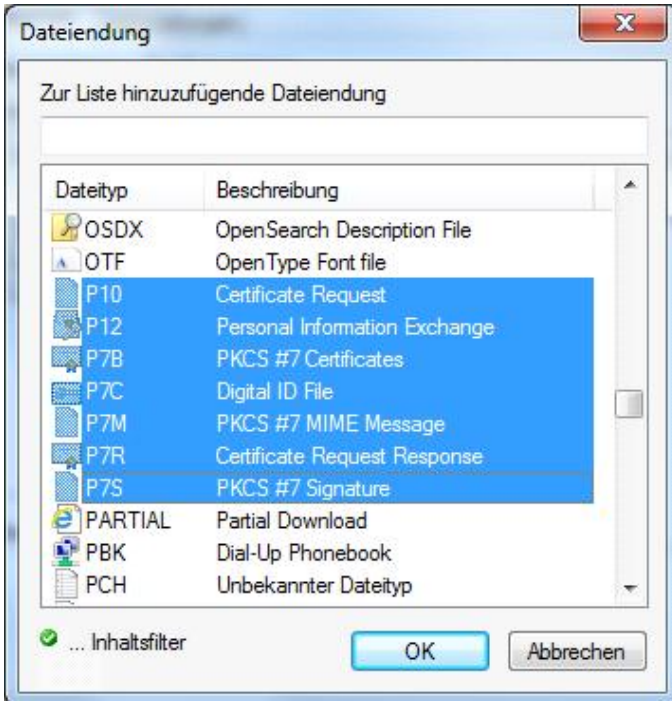 Dateiendung
Zur Liste hinzuzufügende Dateiendung
Dateityp Beschreibung
OSDX OpenSearch Description File
OTF OpenType Font file
P10 Certificate Request
P12 Personal Information Exchange
P7B PKCS #7 Certificates
P7C Digital ID File
P7M PKCS #7 MIME Message
P7R Certificate Request Response
P7S PKCS #7 Signature
PARTIAL Partial Download
PBK Dial-Up Phonebook
PCH Unbekannter Dateityp
... Inhaltsfilter
OK Abbrechen